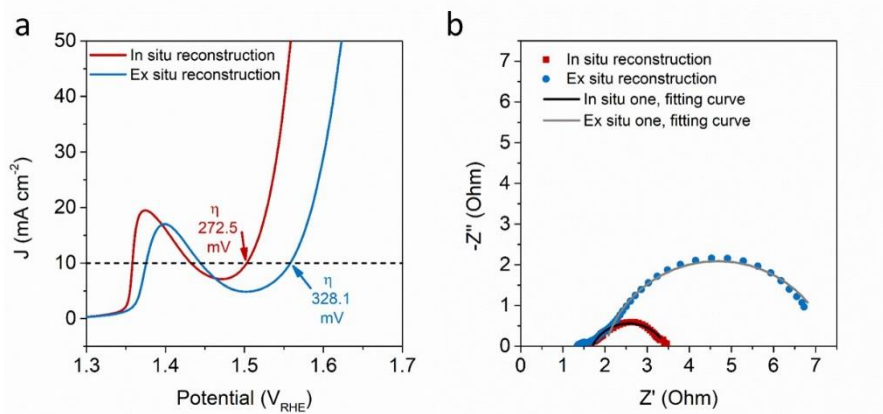 a
50
40
30
20
10
0
J (mA cm⁻²)
In situ reconstruction
Ex situ reconstruction
η
272.5
mV
η
328.1
mV
1.3 1.4 1.5 1.6 1.7
Potential (V_RHE)
b
7
6
5
4
3
2
1
0
-Z" (Ohm)
In situ reconstruction
Ex situ reconstruction
In situ one, fitting curve
Ex situ one, fitting curve
0 1 2 3 4 5 6 7
Z' (Ohm)